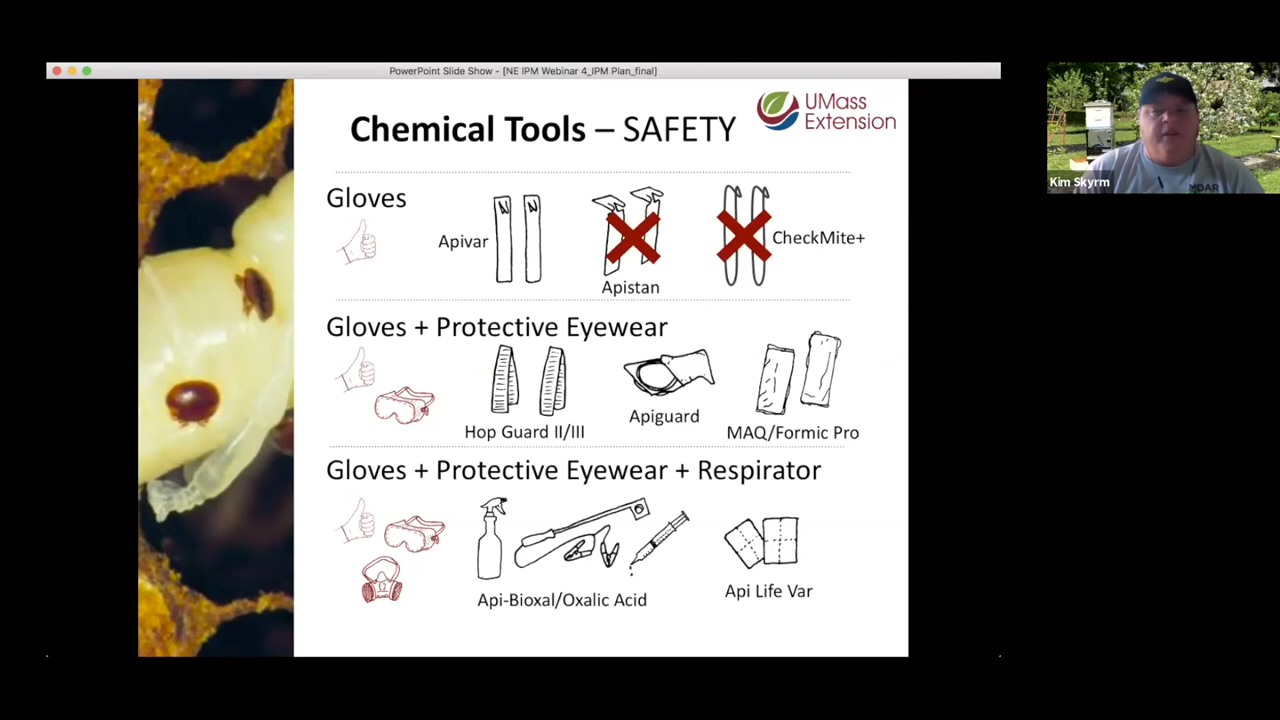 PowerPoint Slide Show - [NE IPM Webinar 4_IPM Plan_final]
Chemical Tools – SAFETY
UMass
Extension
Gloves
Apivar
Apistan
CheckMite+
Gloves + Protective Eyewear
Hop Guard II/III
Apiguard
MAQ/Formic Pro
Gloves + Protective Eyewear + Respirator
Api-Bioxal/Oxalic Acid
Api Life Var
Kim Skyrm
MDAR